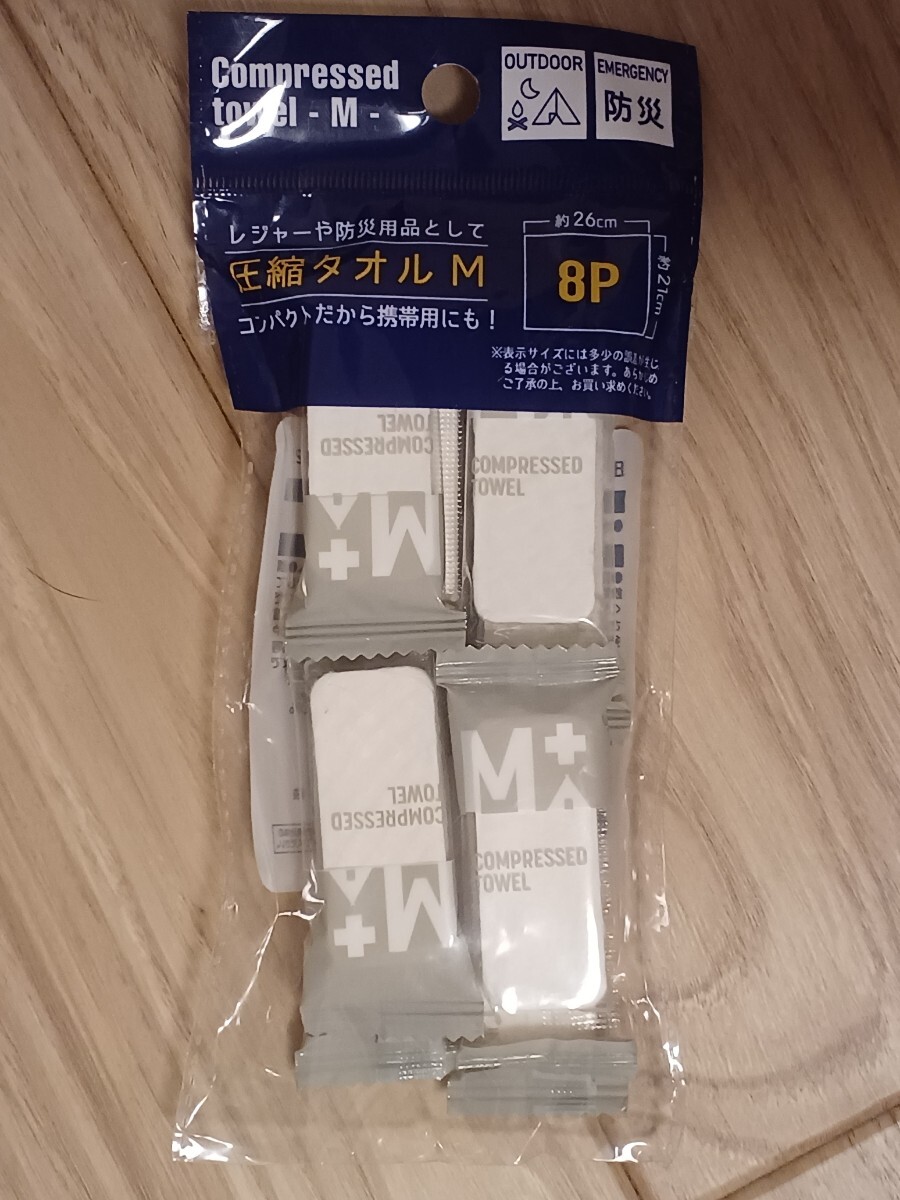 Compressed
towel - M -
OUTDOOR
EMERGENCY
防災
レジャーや防災用品として
圧縮タオル M
コンパクトだから携帯用にも!
約26cm
8P
約21cm
※表示サイズには多少の誤差が生じ
る場合がございます。あらかじめ
ご了承の上、お買い求めください。
COMPRESSED
TOWEL
M+
COMPRESSED
TOWEL
COMPRESSED
TOWEL
M+
M+
COMPRESSED
TOWEL